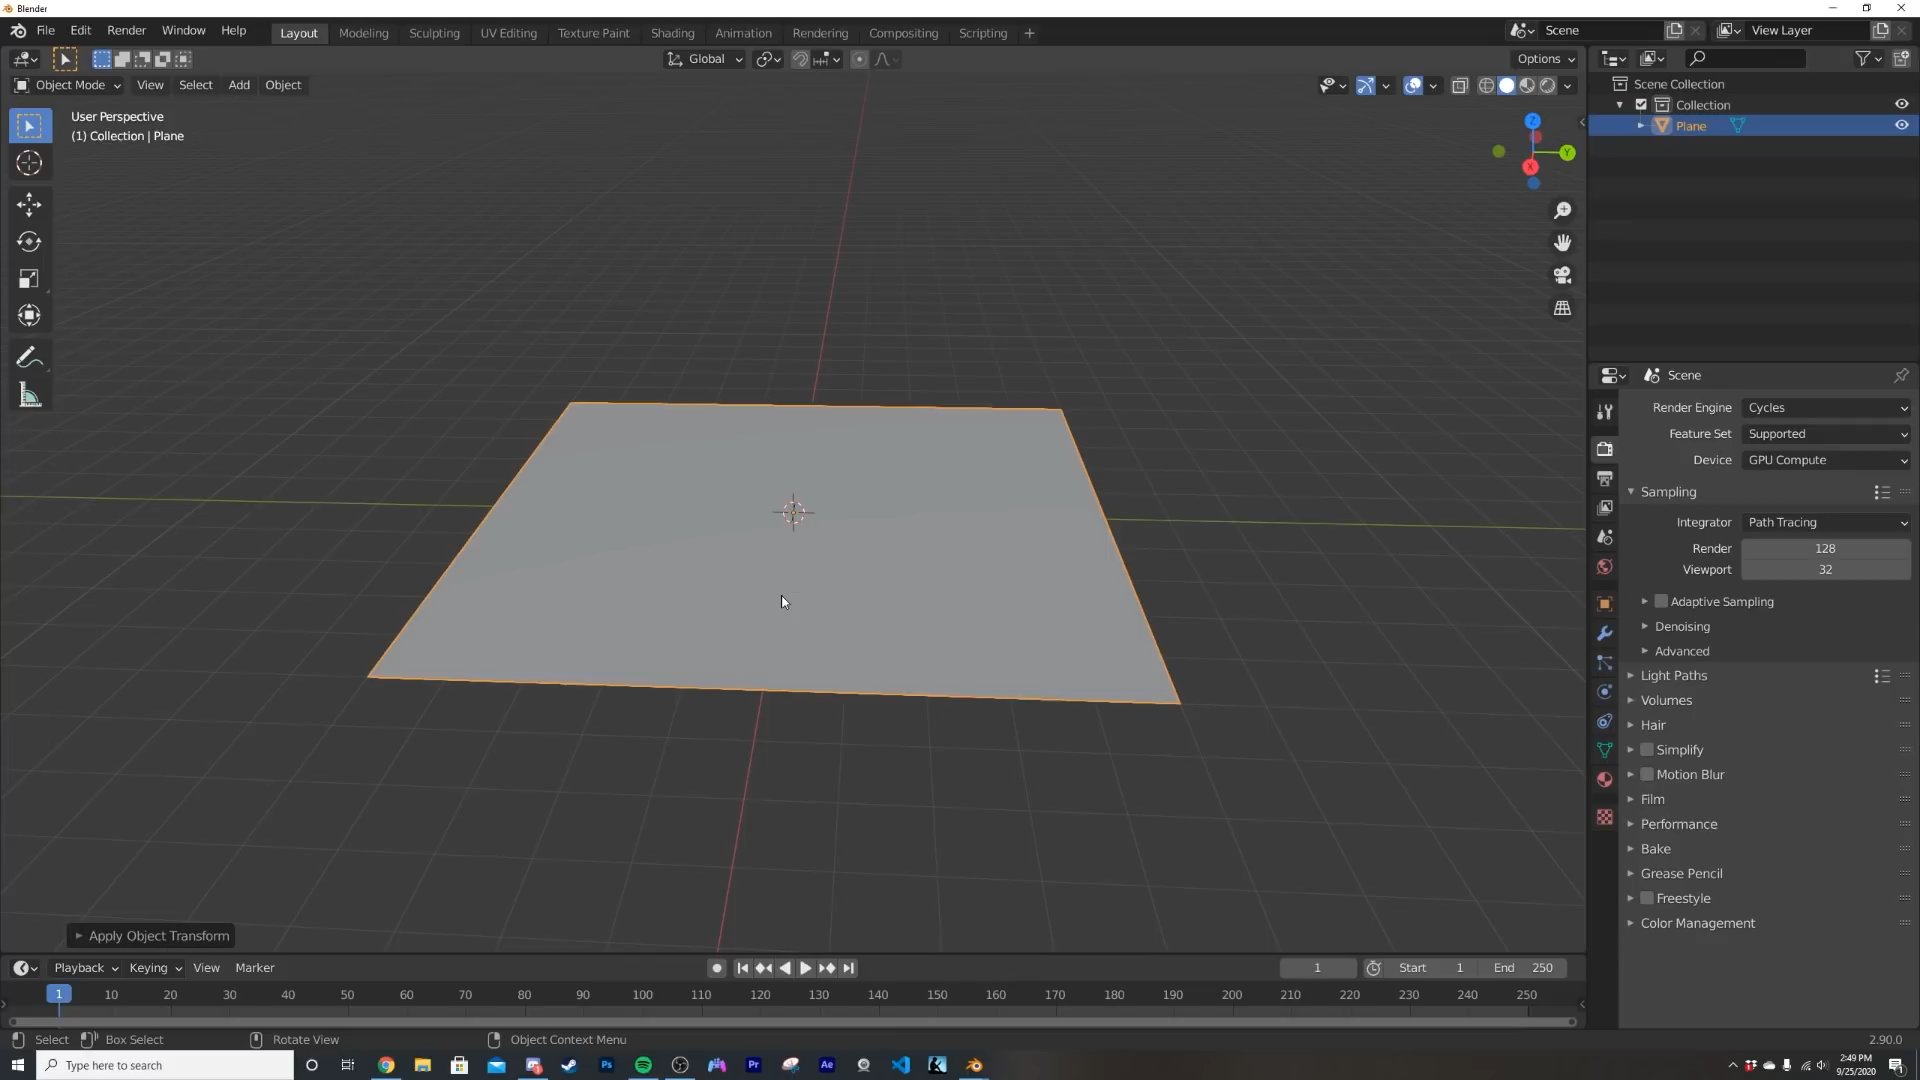 Blender
File Edit Render Window Help Layout Modeling Sculpting UV Editing Texture Paint Shading Animation Rendering Compositing Scripting + Scene View Layer
Global Options
Object Mode View Select Add Object
User Perspective
(1) Collection | Plane
Z
Y
X
Scene Collection
Collection
Plane
Scene
Render Engine Cycles
Feature Set Supported
Device GPU Compute
Sampling
Integrator Path Tracing
Render 128
Viewport 32
Adaptive Sampling
Denoising
Advanced
Light Paths
Volumes
Hair
Simplify
Motion Blur
Film
Performance
Bake
Grease Pencil
Freestyle
Color Management
Apply Object Transform
Playback Keying View Marker 1 Start 1 End 250
1 10 20 30 40 50 60 70 80 90 100 110 120 130 140 150 160 170 180 190 200 210 220 230 240 250
Select Box Select Rotate View Object Context Menu 2.90.0
Type here to search Ps Pr Ae
2:49 PM
9/25/2020